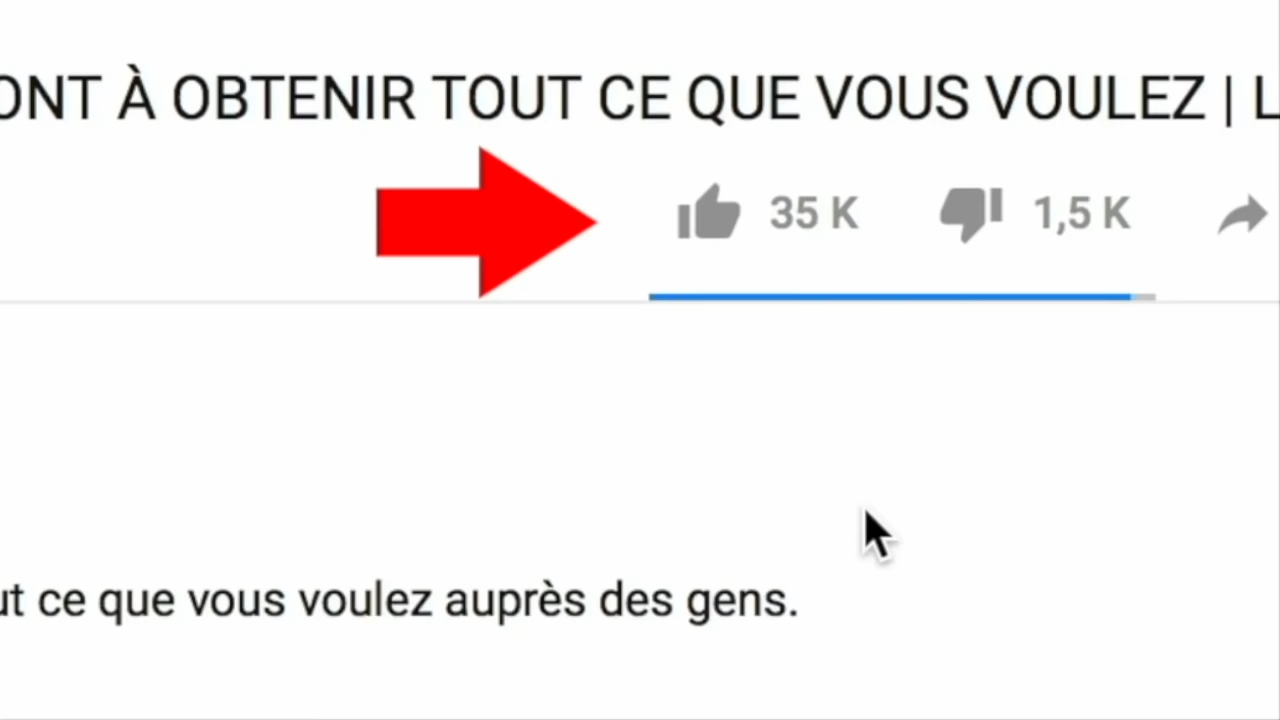 ONT À OBTENIR TOUT CE QUE VOUS VOULEZ | L
35 K 1,5 K
ut ce que vous voulez auprès des gens.